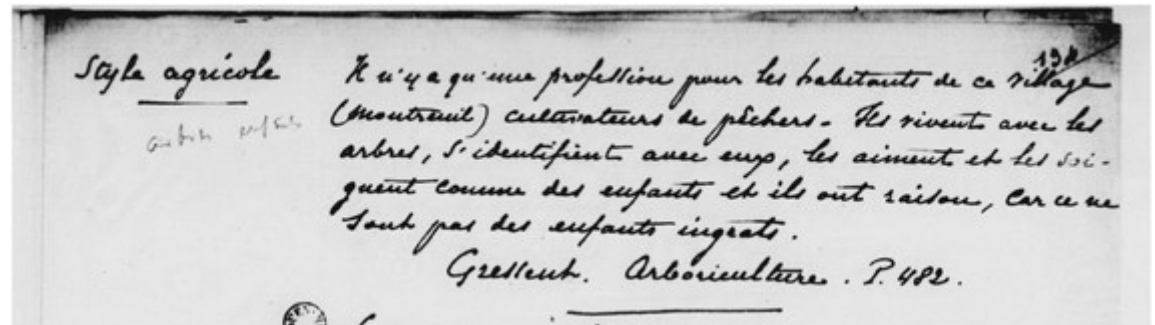 138
Style agricole
Il n'y a qu'une profession pour les habitants de ce village
(Montreuil) cultivateurs de pêchers. Ils vivent avec les
arbres, s'identifient avec eux, les aiment et les soi-
gnent comme des enfants et ils ont raison, car ce ne
sont pas des enfants ingrats.
Gressent. Arboriculture. P. 482.